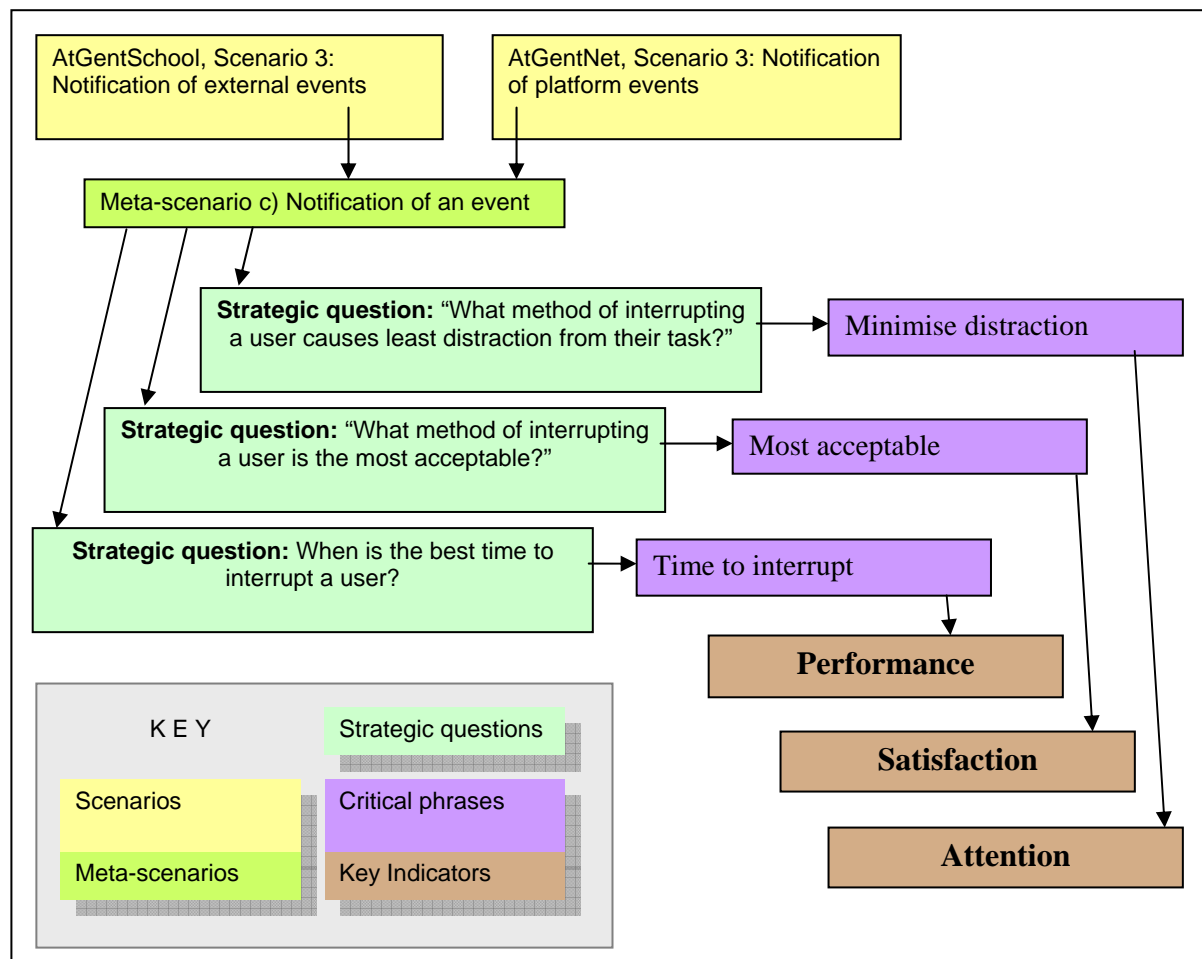 AtGentSchool, Scenario 3:
Notification of external events
AtGentNet, Scenario 3: Notification
of platform events
Meta-scenario c) Notification of an event
Strategic question: “What method of interrupting
a user causes least distraction from their task?”
Minimise distraction
Strategic question: “What method of interrupting
a user is the most acceptable?”
Most acceptable
Strategic question: When is the best time to
interrupt a user?
Time to interrupt
Performance
Satisfaction
Attention
K E Y
Strategic questions
Scenarios
Critical phrases
Meta-scenarios
Key Indicators